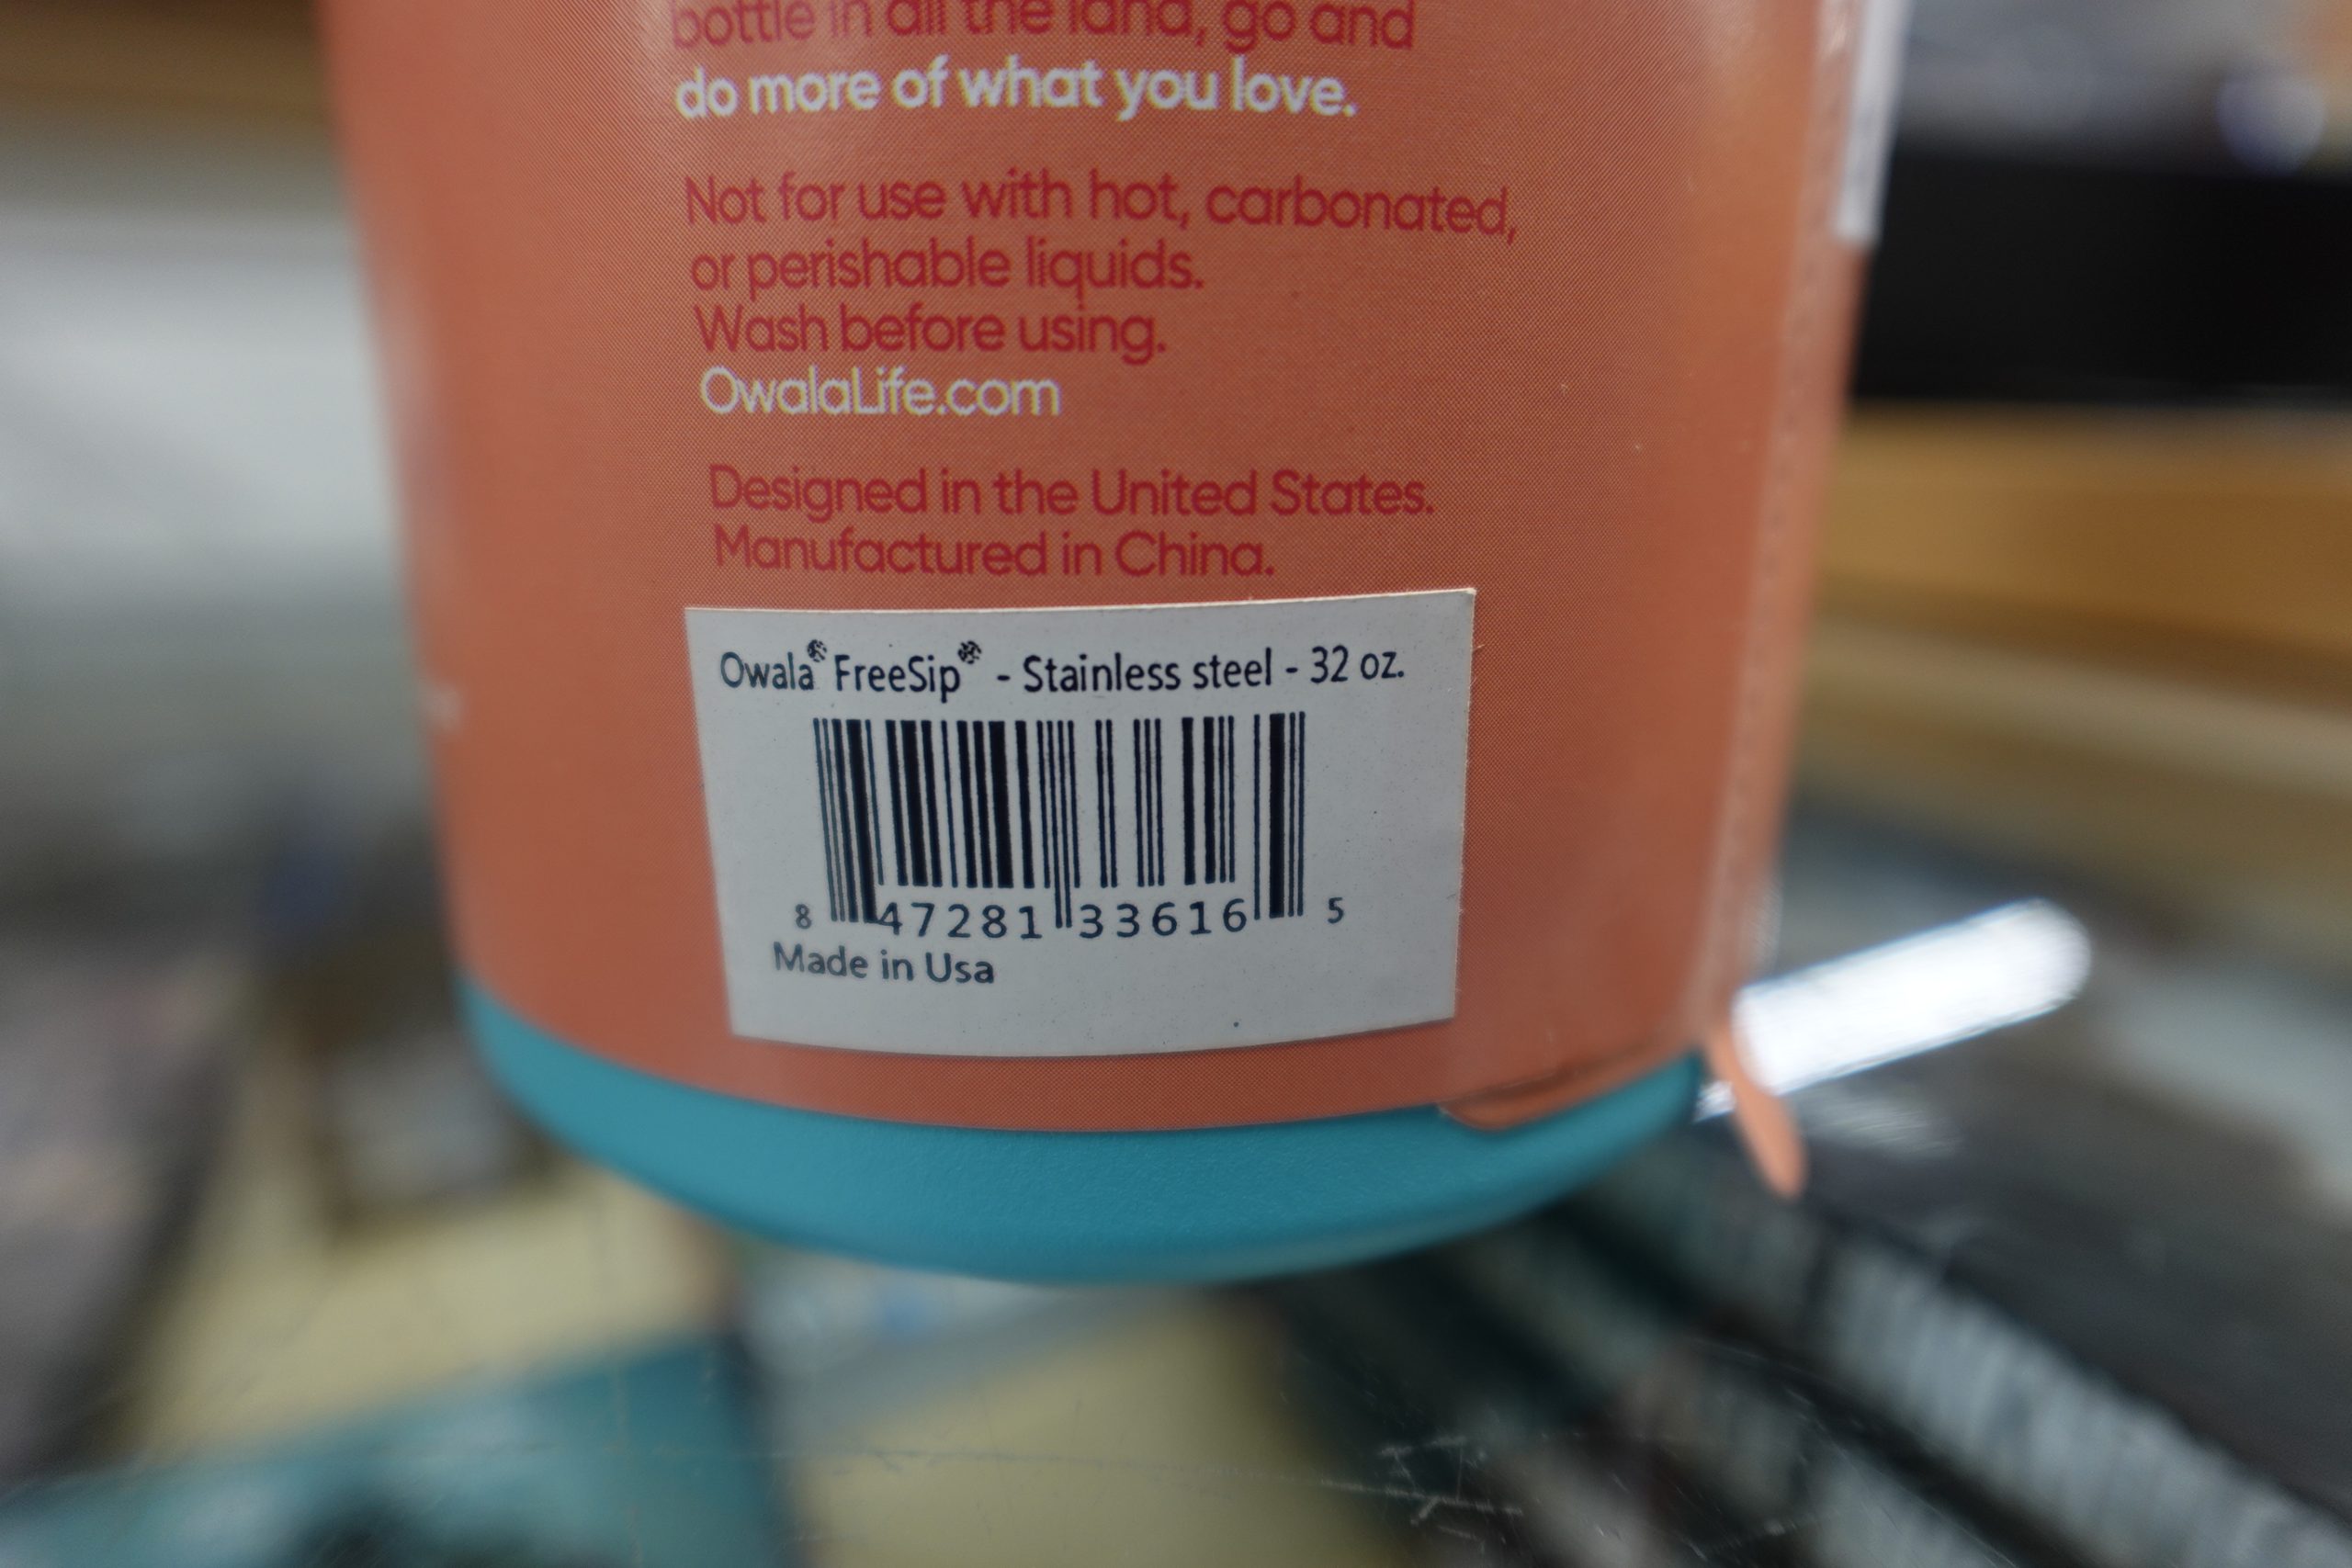 bottle in all the land, go and
do more of what you love.
Not for use with hot, carbonated,
or perishable liquids.
Wash before using.
OwalaLife.com
Designed in the United States.
Manufactured in China.
Owala® FreeSip® - Stainless steel - 32 oz.
8 47281 33616 5
Made in Usa